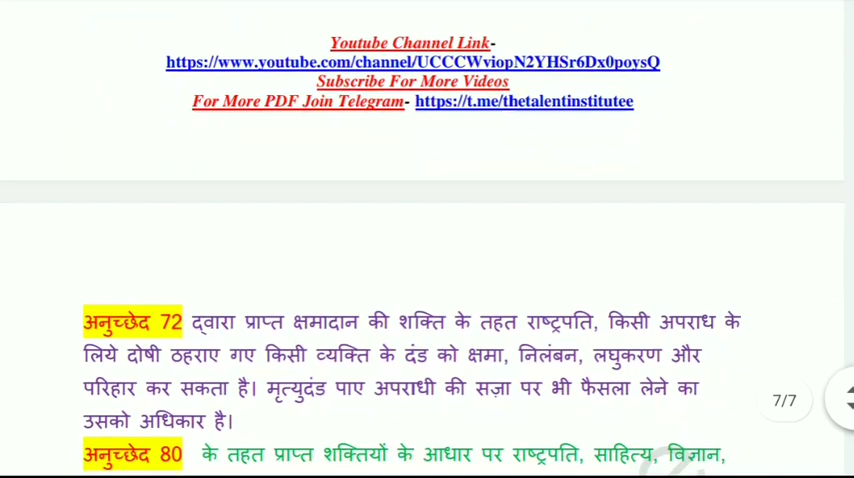 Youtube Channel Link-
https://www.youtube.com/channel/UCCCWviopN2YHSr6Dx0poysQ
Subscribe For More Videos
For More PDF Join Telegram- https://t.me/thetalentinstitutee
अनुच्छेद 72 द्वारा प्राप्त क्षमादान की शक्ति के तहत राष्ट्रपति, किसी अपराध के
लिये दोषी ठहराए गए किसी व्यक्ति के दंड को क्षमा, निलंबन, लघुकरण और
परिहार कर सकता है। मृत्युदंड पाए अपराधी की सज़ा पर भी फैसला लेने का
7/7
उसको अधिकार है।
अनुच्छेद 80 के तहत प्राप्त शक्तियों के आधार पर राष्ट्रपति, साहित्य, विज्ञान,